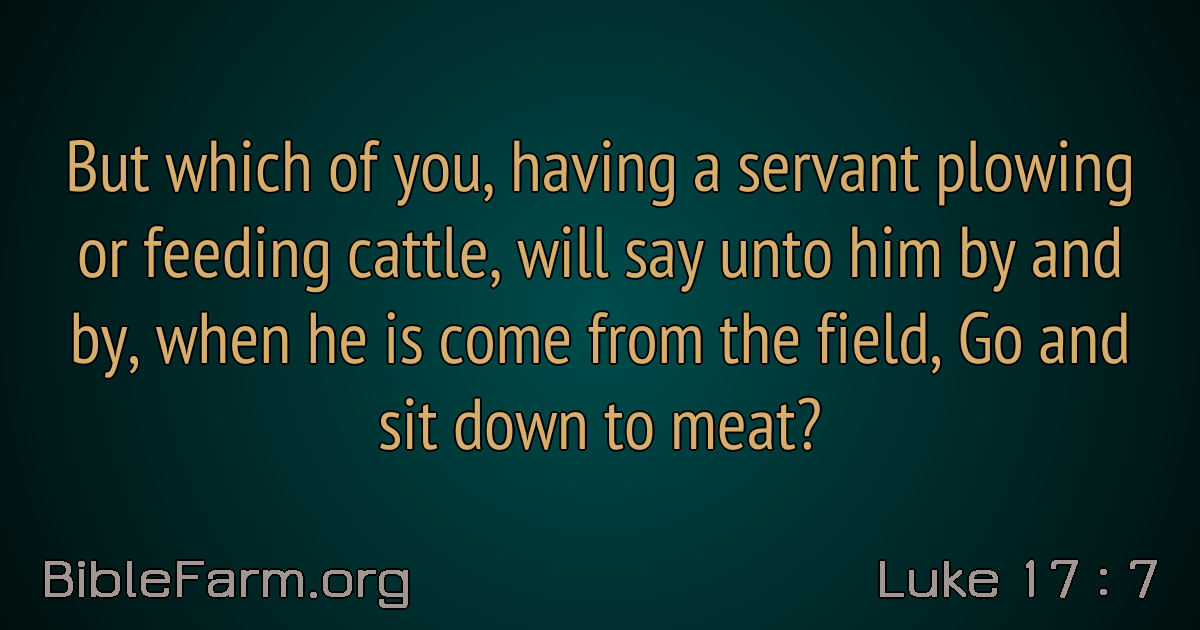 But which of you, having a servant plowing
or feeding cattle, will say unto him by and
by, when he is come from the field, Go and
sit down to meat?
BibleFarm.org
Luke 17 : 7